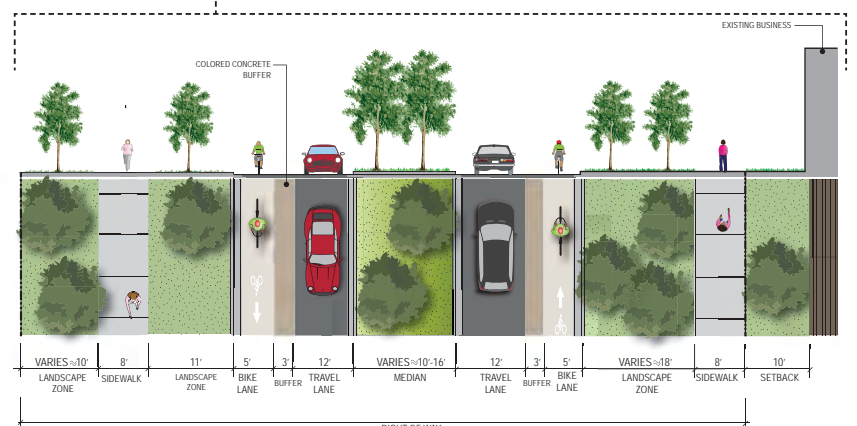 EXISTING BUSINESS
COLORED CONCRETE
BUFFER
VARIES ≈10' 8' 11' 5' 3' 12' VARIES ≈10'-16' 12' 3' 5' VARIES ≈18' 8' 10'
LANDSCAPE ZONE
SIDEWALK
LANDSCAPE ZONE
BIKE LANE
BUFFER
TRAVEL LANE
MEDIAN
TRAVEL LANE
BUFFER
BIKE LANE
LANDSCAPE ZONE
SIDEWALK
SETBACK